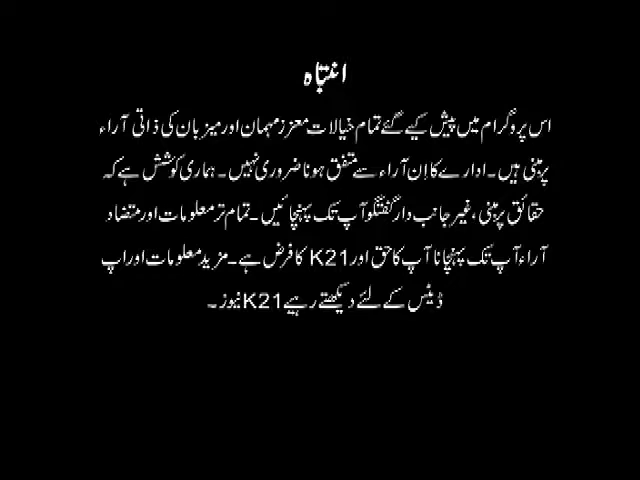 انتباہ
اس پروگرام میں پیش کیے گئے تمام خیالات معزز مہمان اور میزبان کی ذاتی آراء
پر مبنی ہیں۔ ادارے کا اِن آراء سے متفق ہونا ضروری نہیں۔ ہماری کوشش ہے کہ
حقائق پر مبنی، غیر جانب دار گفتگو آپ تک پہنچائیں۔ تمام تر معلومات اور متضاد
آراء آپ تک پہنچانا آپ کا حق اور K21 کا فرض ہے۔ مزید معلومات اور اپ
ڈیٹس کے لئے دیکھتے رہیے K21 نیوز۔